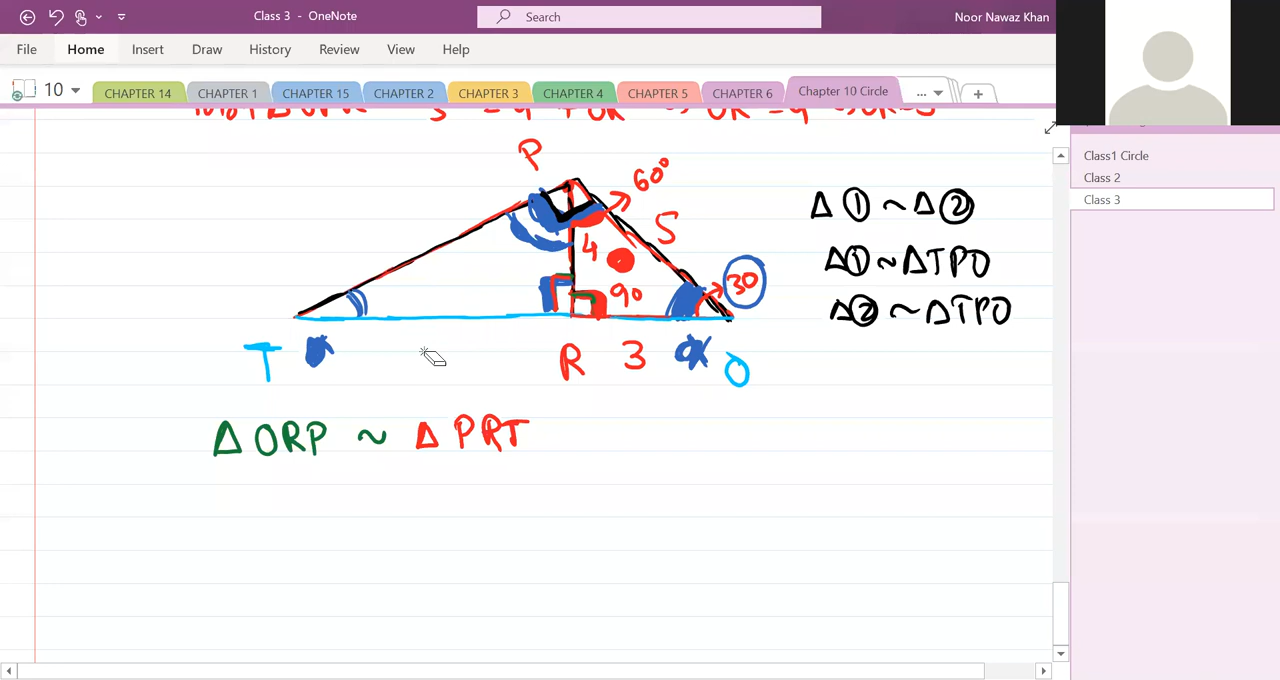 Class 3 - OneNote
Search
Noor Nawaz Khan
File Home Insert Draw History Review View Help
10 CHAPTER 14 CHAPTER 1 CHAPTER 15 CHAPTER 2 CHAPTER 3 CHAPTER 4 CHAPTER 5 CHAPTER 6 Chapter 10 Circle ... +
Class1 Circle
Class 2
Class 3
P
60°
4
5
90
30
T
R
3
α
O
Δ① ~ Δ②
Δ① ~ ΔTPO
Δ② ~ ΔTPO
Δ ORP ~ Δ PRT